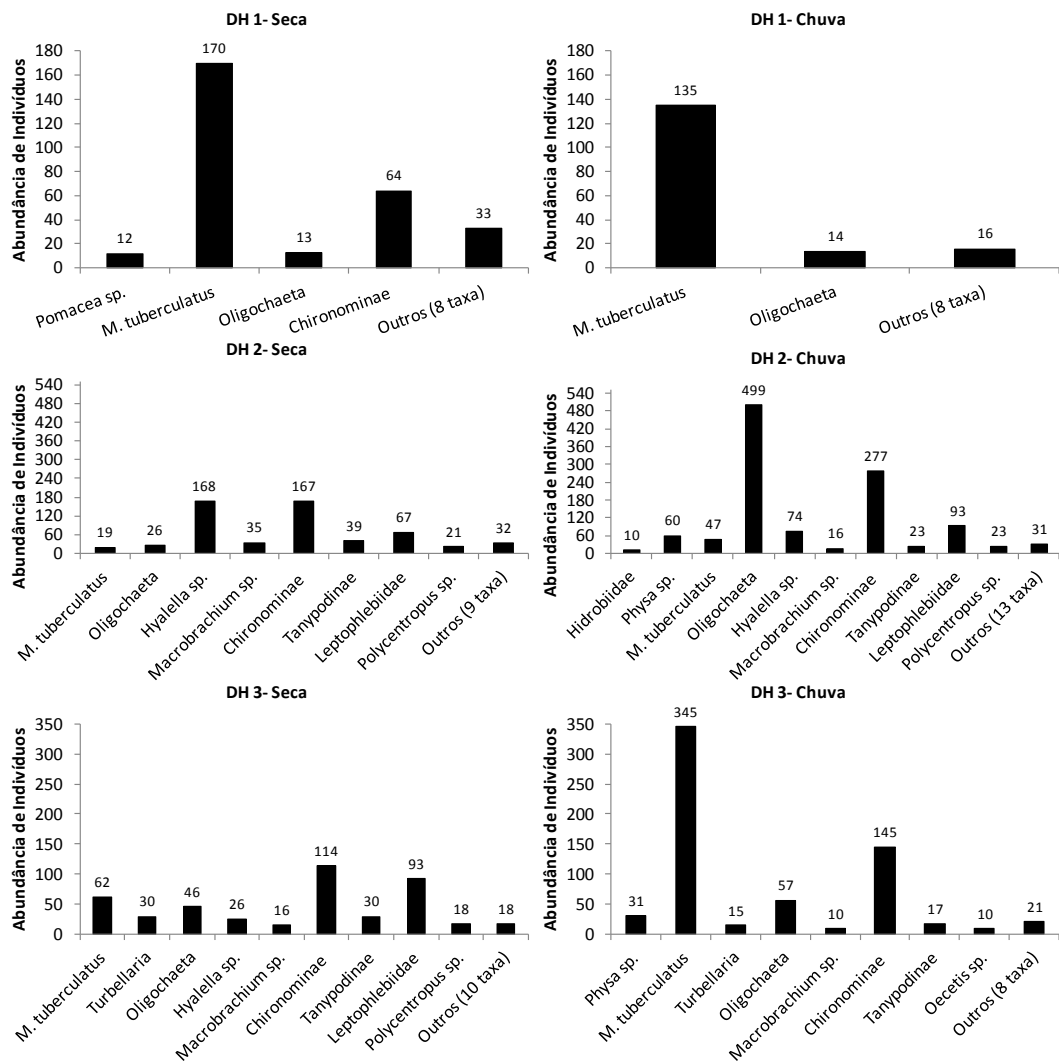 DH 1- Seca
Abundância de Indivíduos
180
160
140
120
100
80
60
40
20
0
12
170
13
64
33
Pomacea sp.
M. tuberculatus
Oligochaeta
Chironominae
Outros (8 taxa)
DH 1- Chuva
Abundância de Indivíduos
180
160
140
120
100
80
60
40
20
0
135
14
16
M. tuberculatus
Oligochaeta
Outros (8 taxa)
DH 2- Seca
Abundância de Indivíduos
540
480
420
360
300
240
180
120
60
0
19
26
168
35
167
39
67
21
32
M. tuberculatus
Oligochaeta
Hyalella sp.
Macrobrachium sp.
Chironominae
Tanypodinae
Leptophlebiidae
Polycentropus sp.
Outros (9 taxa)
DH 2- Chuva
Abundância de Indivíduos
540
480
420
360
300
240
180
120
60
0
10
60
47
499
74
16
277
23
93
23
31
Hidrobiidae
Physa sp.
M. tuberculatus
Oligochaeta
Hyalella sp.
Macrobrachium sp.
Chironominae
Tanypodinae
Leptophlebiidae
Polycentropus sp.
Outros (13 taxa)
DH 3- Seca
Abundância de Indivíduos
350
300
250
200
150
100
50
0
62
30
46
26
16
114
30
93
18
18
M. tuberculatus
Turbellaria
Oligochaeta
Hyalella sp.
Macrobrachium sp.
Chironominae
Tanypodinae
Leptophlebiidae
Polycentropus sp.
Outros (10 taxa)
DH 3- Chuva
Abundância de Indivíduos
350
300
250
200
150
100
50
0
31
345
15
57
10
145
17
10
21
Physa sp.
M. tuberculatus
Turbellaria
Oligochaeta
Macrobrachium sp.
Chironominae
Tanypodinae
Oecetis sp.
Outros (8 taxa)